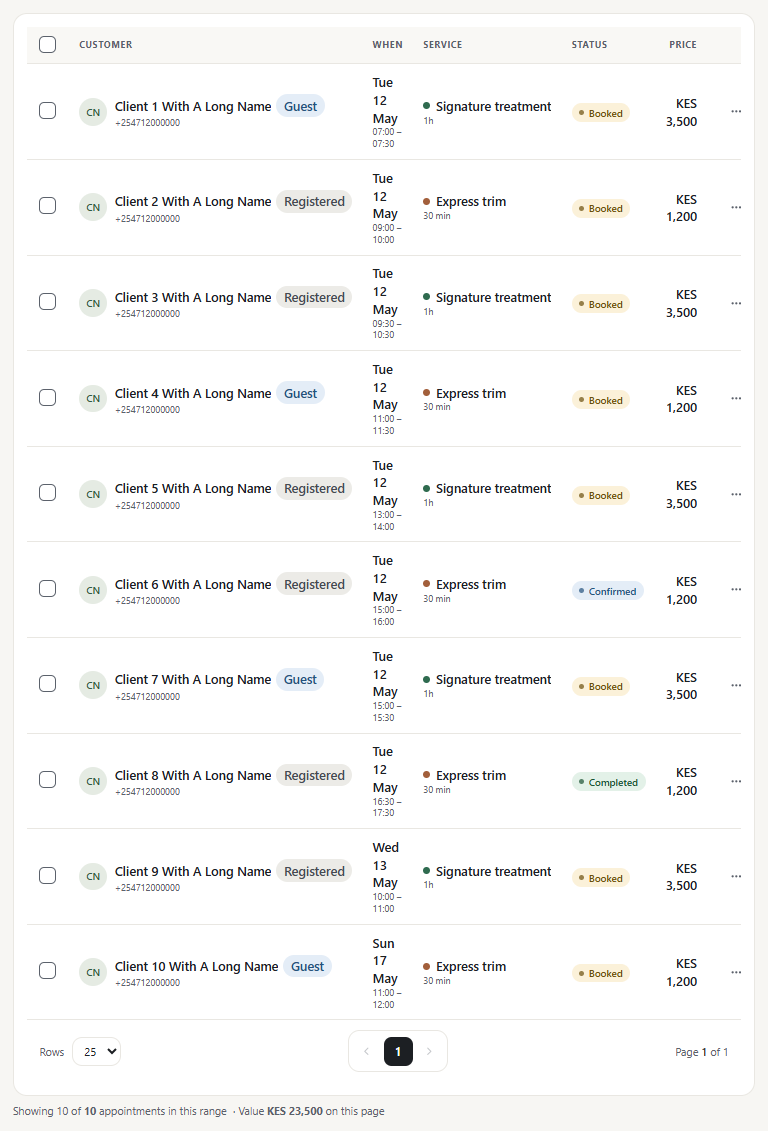 CUSTOMER WHEN SERVICE STATUS PRICE
CN Client 1 With A Long Name Guest
+254712000000
Tue
12
May
07:00 –
07:30
Signature treatment
1h
Booked
KES
3,500
...
CN Client 2 With A Long Name Registered
+254712000000
Tue
12
May
09:00 –
10:00
Express trim
30 min
Booked
KES
1,200
...
CN Client 3 With A Long Name Registered
+254712000000
Tue
12
May
09:30 –
10:30
Signature treatment
1h
Booked
KES
3,500
...
CN Client 4 With A Long Name Guest
+254712000000
Tue
12
May
11:00 –
11:30
Express trim
30 min
Booked
KES
1,200
...
CN Client 5 With A Long Name Registered
+254712000000
Tue
12
May
13:00 –
14:00
Signature treatment
1h
Booked
KES
3,500
...
CN Client 6 With A Long Name Registered
+254712000000
Tue
12
May
15:00 –
16:00
Express trim
30 min
Confirmed
KES
1,200
...
CN Client 7 With A Long Name Guest
+254712000000
Tue
12
May
15:00 –
15:30
Signature treatment
1h
Booked
KES
3,500
...
CN Client 8 With A Long Name Registered
+254712000000
Tue
12
May
16:30 –
17:30
Express trim
30 min
Completed
KES
1,200
...
CN Client 9 With A Long Name Registered
+254712000000
Wed
13
May
10:00 –
11:00
Signature treatment
1h
Booked
KES
3,500
...
CN Client 10 With A Long Name Guest
+254712000000
Sun
17
May
11:00 –
12:00
Express trim
30 min
Booked
KES
1,200
...
Rows 25 ‹ 1 › Page 1 of 1
Showing 10 of 10 appointments in this range · Value KES 23,500 on this page